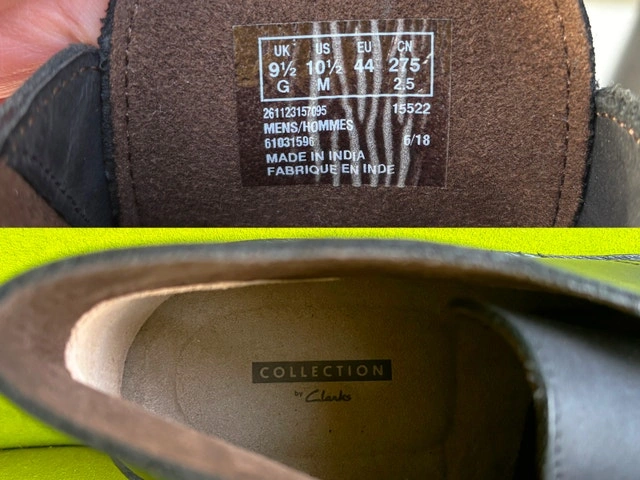 UK US EU CN
9½ 10½ 44 275
G M 2.5
261123157095 15522
MENS/HOMMES
61031596 6/18
MADE IN INDIA
FABRIQUE EN INDE
COLLECTION
by Clarks